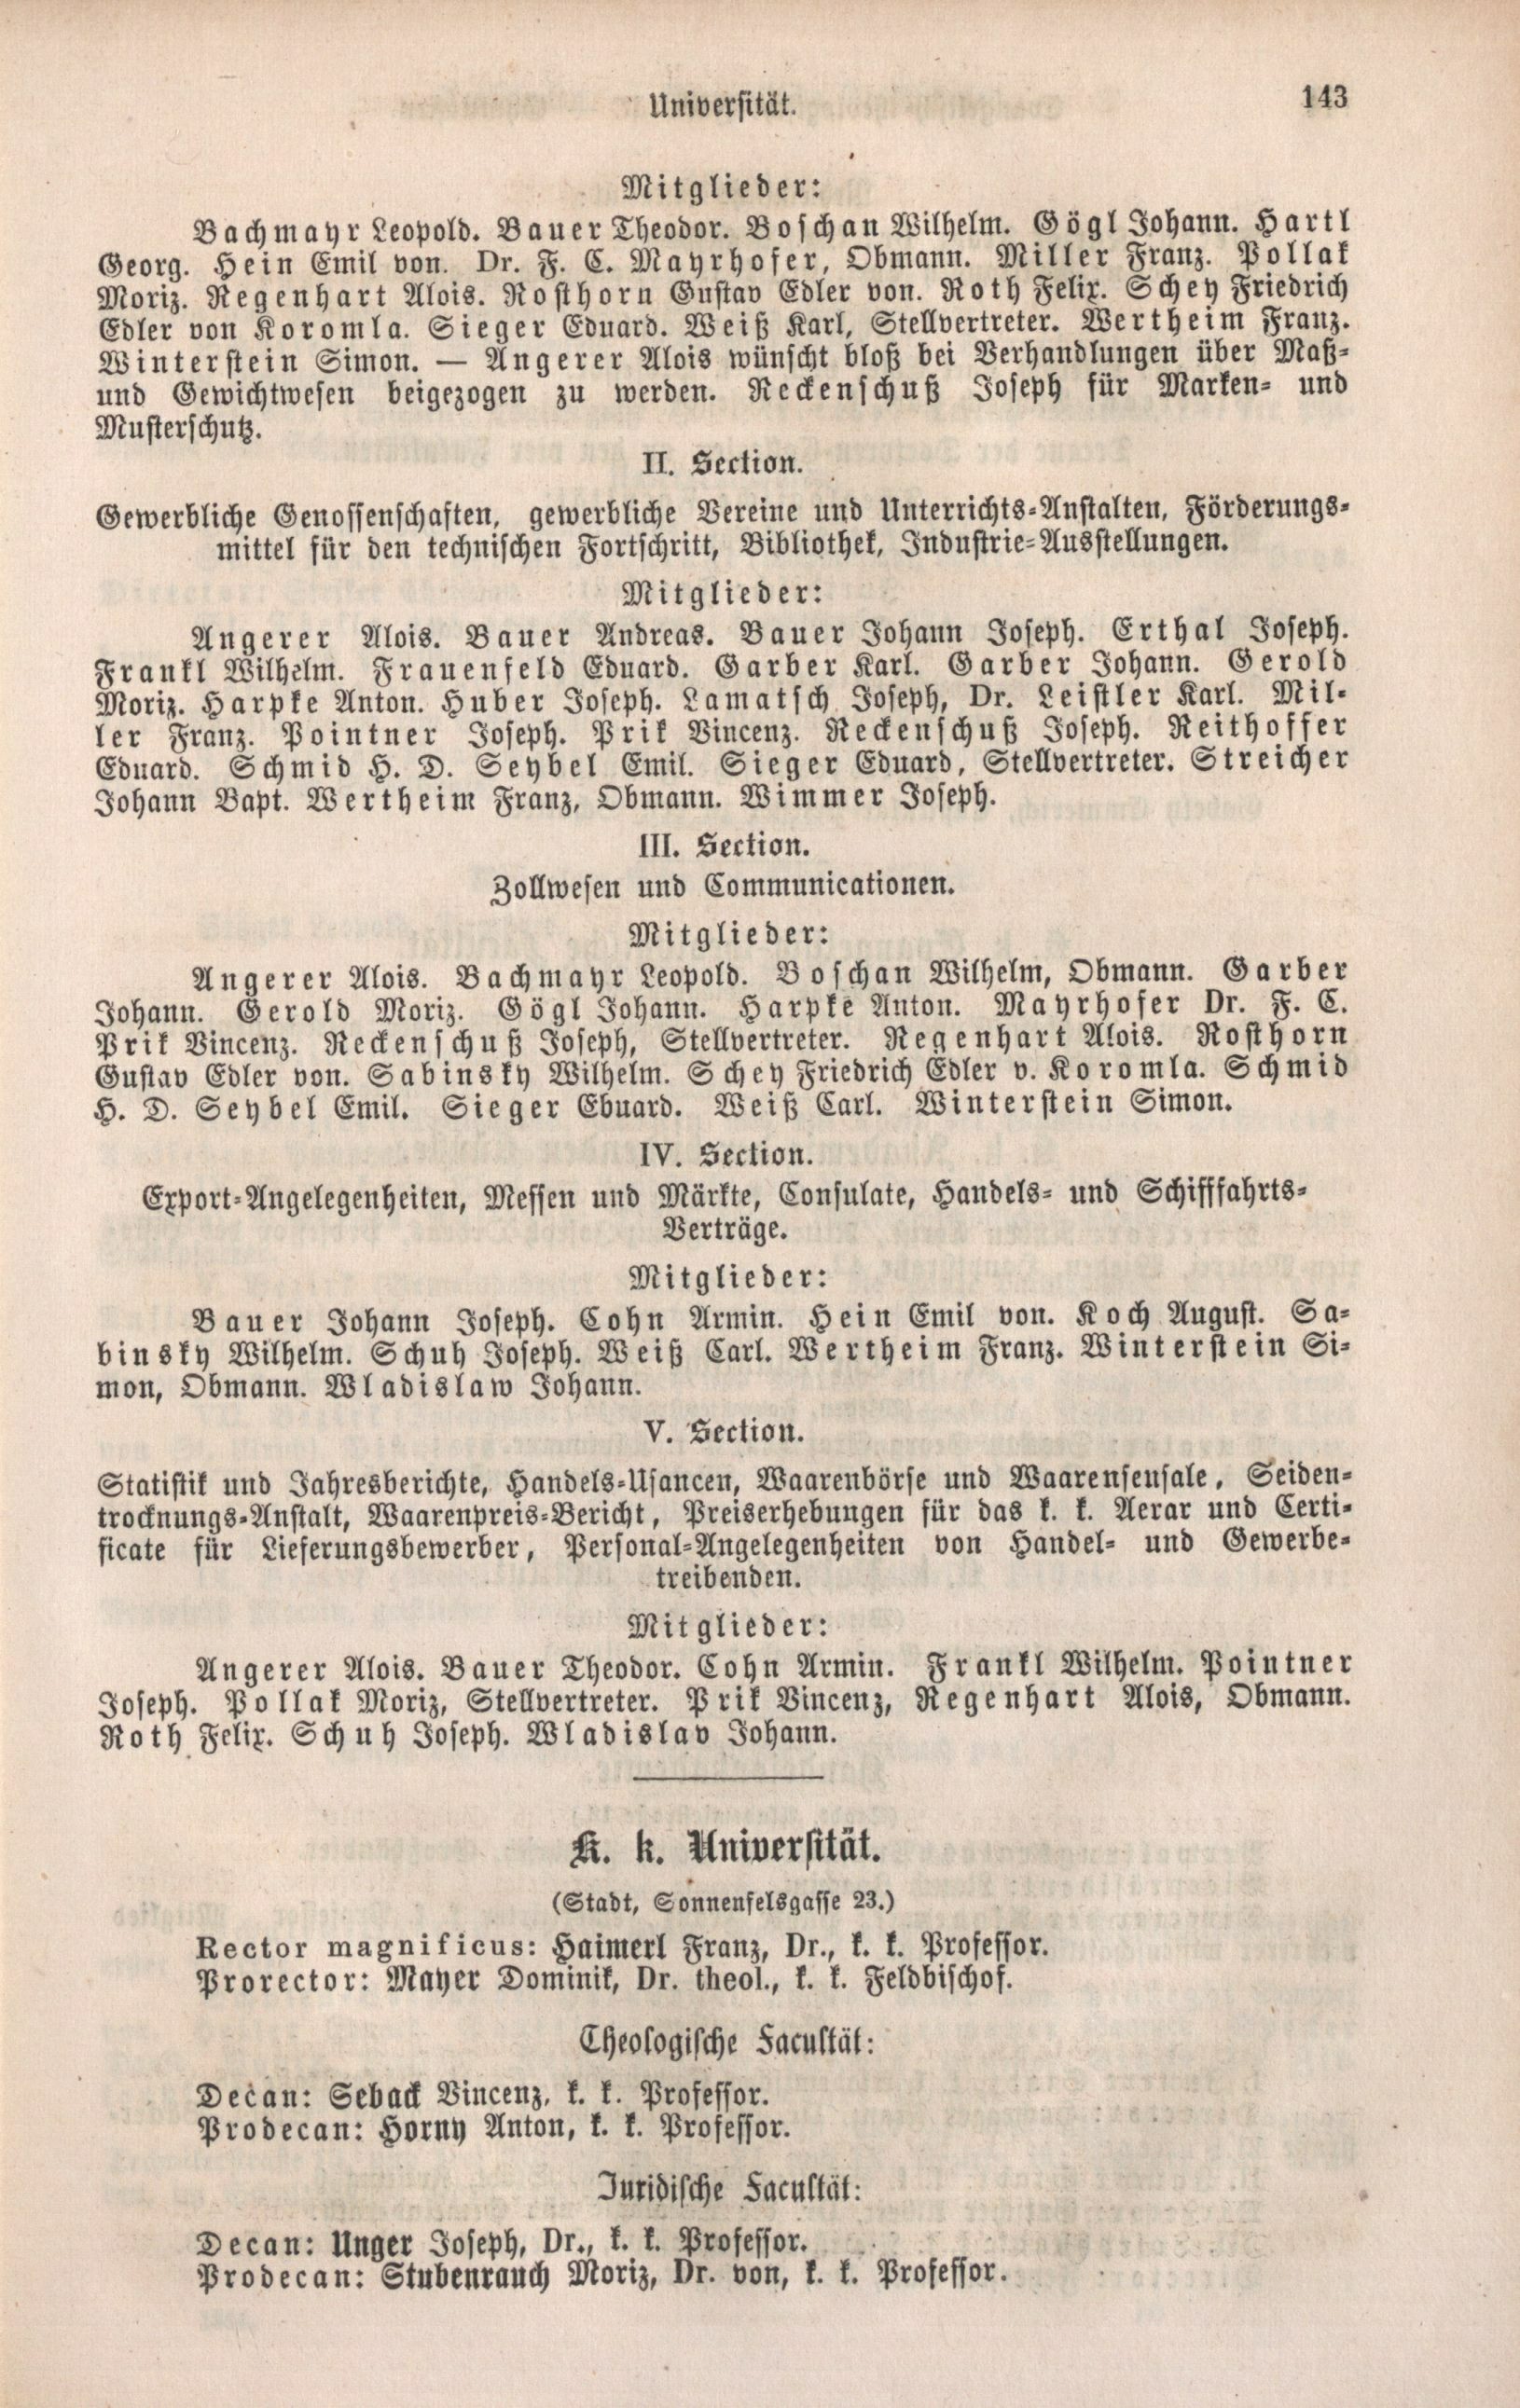 Universität.
143
Mitglieder:
Bachmayr Leopold. Bauer Theodor. Boschan Wilhelm. Gögl Johann. Hartl
Georg. Hein Emil von. Dr. F. C. Mayrhofer, Obmann. Miller Franz. Pollak
Moriz. Regenhart Alois. Rosthorn Gustav Edler von. Roth Felix. Schey Friedrich
Edler von Koromla. Sieger Eduard. Weiß Karl, Stellvertreter. Wertheim Franz.
Winterstein Simon. — Angerer Alois wünscht bloß bei Verhandlungen über Maß-
und Gewichtwesen beigezogen zu werden. Reckenschuß Joseph für Marken- und
Musterschutz.
II. Section.
Gewerbliche Genossenschaften, gewerbliche Vereine und Unterrichts-Anstalten, Förderungs-
mittel für den technischen Fortschritt, Bibliothek, Industrie-Ausstellungen.
Mitglieder:
Angerer Alois. Bauer Andreas. Bauer Johann Joseph. Erthal Joseph.
Frankl Wilhelm. Frauenfeld Eduard. Garber Karl. Garber Johann. Gerold
Moriz. Harpke Anton. Huber Joseph. Lamatsch Joseph, Dr. Leistler Karl. Mil-
ler Franz. Pointner Joseph. Prik Vincenz. Reckenschuß Joseph. Reithoffer
Eduard. Schmid H. D. Seybel Emil. Sieger Eduard, Stellvertreter. Streicher
Johann Bapt. Wertheim Franz, Obmann. Wimmer Joseph.
III. Section.
Zollwesen und Communicationen.
Mitglieder:
Angerer Alois. Bachmayr Leopold. Boschan Wilhelm, Obmann. Garber
Johann. Gerold Moriz. Gögl Johann. Harpke Anton. Mayrhofer Dr. F. C.
Prik Vincenz. Reckenschuß Joseph, Stellvertreter. Regenhart Alois. Rosthorn
Gustav Edler von. Sabinsky Wilhelm. Schey Friedrich Edler v. Koromla. Schmid
H. D. Seybel Emil. Sieger Ebuard. Weiß Carl. Winterstein Simon.
IV. Section.
Export-Angelegenheiten, Messen und Märkte, Consulate, Handels- und Schifffahrts-
Verträge.
Mitglieder:
Bauer Johann Joseph. Cohn Armin. Hein Emil von. Koch August. Sa-
binsky Wilhelm. Schuh Joseph. Weiß Carl. Wertheim Franz. Winterstein Si-
mon, Obmann. Wladislaw Johann.
V. Section.
Statistik und Jahresberichte, Handels-Usancen, Waarenbörse und Waarensensale, Seiden-
trocknungs-Anstalt, Waarenpreis-Bericht, Preiserhebungen für das k. k. Aerar und Certi-
ficate für Lieferungsbewerber, Personal-Angelegenheiten von Handel- und Gewerbe-
treibenden.
Mitglieder:
Angerer Alois. Bauer Theodor. Cohn Armin. Frankl Wilhelm. Pointner
Joseph. Pollak Moriz, Stellvertreter. Prik Vincenz, Regenhart Alois, Obmann.
Roth Felix. Schuh Joseph. Wladislav Johann.
K. k. Universität.
(Stadt, Sonnenfelsgasse 23.)
Rector magnificus: Haimerl Franz, Dr., k. k. Professor.
Prorector: Mayer Dominik, Dr. theol., k. k. Feldbischof.
Theologische Facultät:
Decan: Seback Vincenz, k. k. Professor.
Prodecan: Horny Anton, k. k. Professor.
Juridische Facultät:
Decan: Unger Joseph, Dr., k. k. Professor.
Prodecan: Stubenrauch Moriz, Dr. von, k. k. Professor.